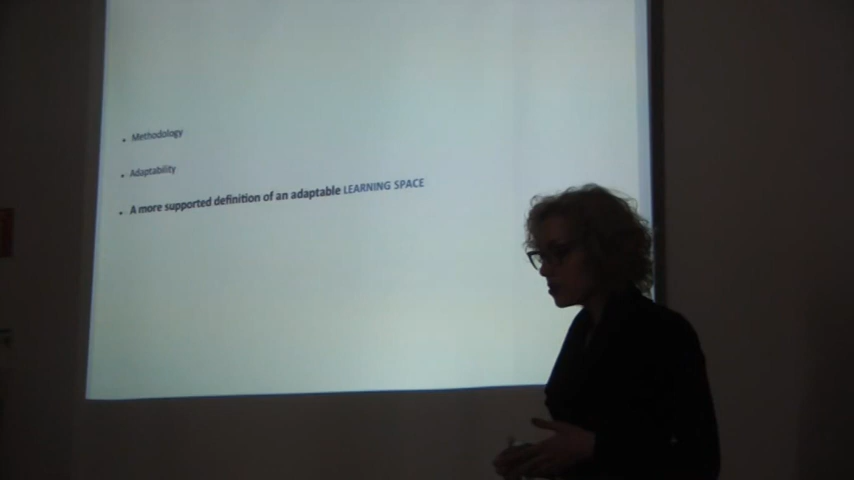 • Methodology
• Adaptability
• A more supported definition of an adaptable LEARNING SPACE